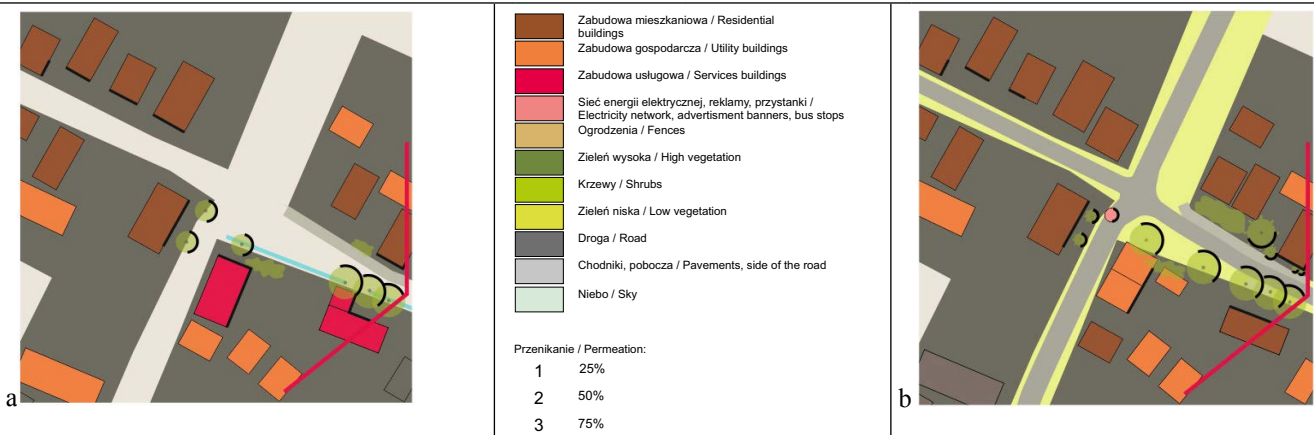 a
Zabudowa mieszkaniowa / Residential
buildings
Zabudowa gospodarcza / Utility buildings
Zabudowa usługowa / Services buildings
Sieć energii elektrycznej, reklamy, przystanki /
Electricity network, advertisment banners, bus stops
Ogrodzenia / Fences
Zieleń wysoka / High vegetation
Krzewy / Shrubs
Zieleń niska / Low vegetation
Droga / Road
Chodniki, pobocza / Pavements, side of the road
Niebo / Sky
Przenikanie / Permeation:
1 25%
2 50%
3 75%
b